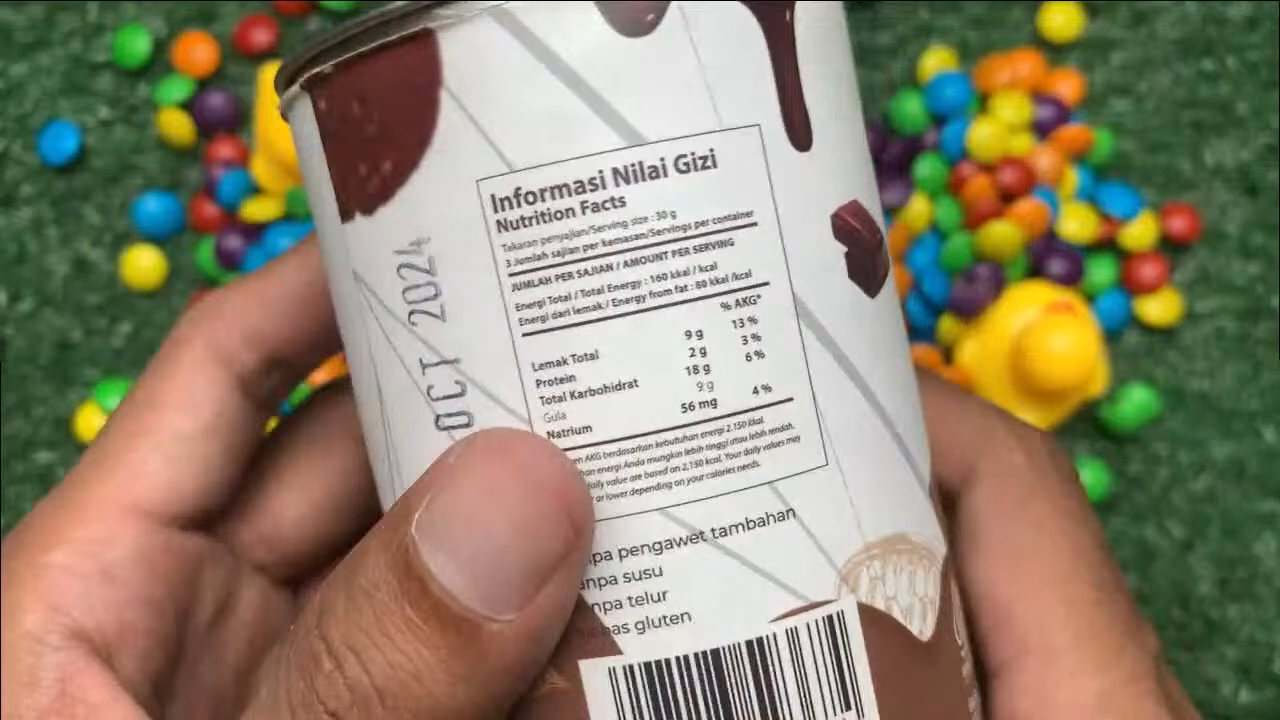 Informasi Nilai Gizi
Nutrition Facts
Takaran penyajian/Serving size : 30 g
3 Jumlah sajian per kemasan/Servings per container
JUMLAH PER SAJIAN / AMOUNT PER SERVING
Energi Total / Total Energy : 160 kkal / kcal
Energi dari lemak / Energy from fat : 80 kkal /kcal
% AKG*
Lemak Total 9 g 13 %
Protein 2 g 3 %
Total Karbohidrat 18 g 6 %
Gula 9 g
Natrium 56 mg 4 %
en AKG berdasarkan kebutuhan energi 2.150 kkal.
han energi Anda mungkin lebih tinggi atau lebih rendah.
daily value are based on 2,150 kcal. Your daily values may
r or lower depending on your calories needs.
OCT 2024
pa pengawet tambahan
anpa susu
npa telur
bas gluten